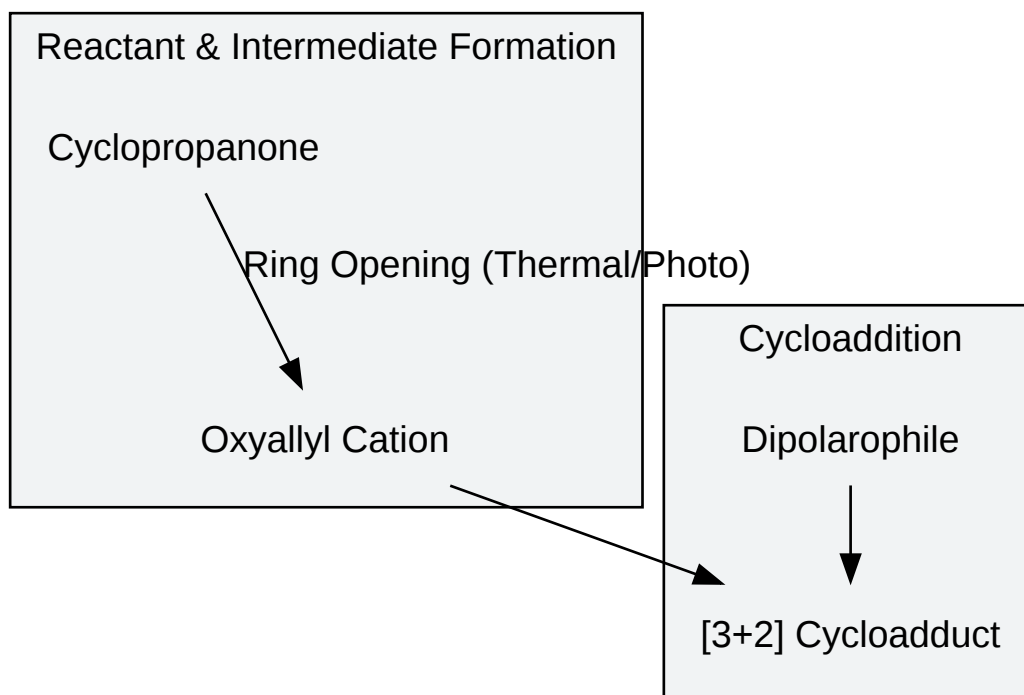 Reactant & Intermediate Formation
Cyclopropanone
Ring Opening (Thermal/Photo)
Oxyallyl Cation
Cycloaddition
Dipolarophile
[3+2] Cycloadduct